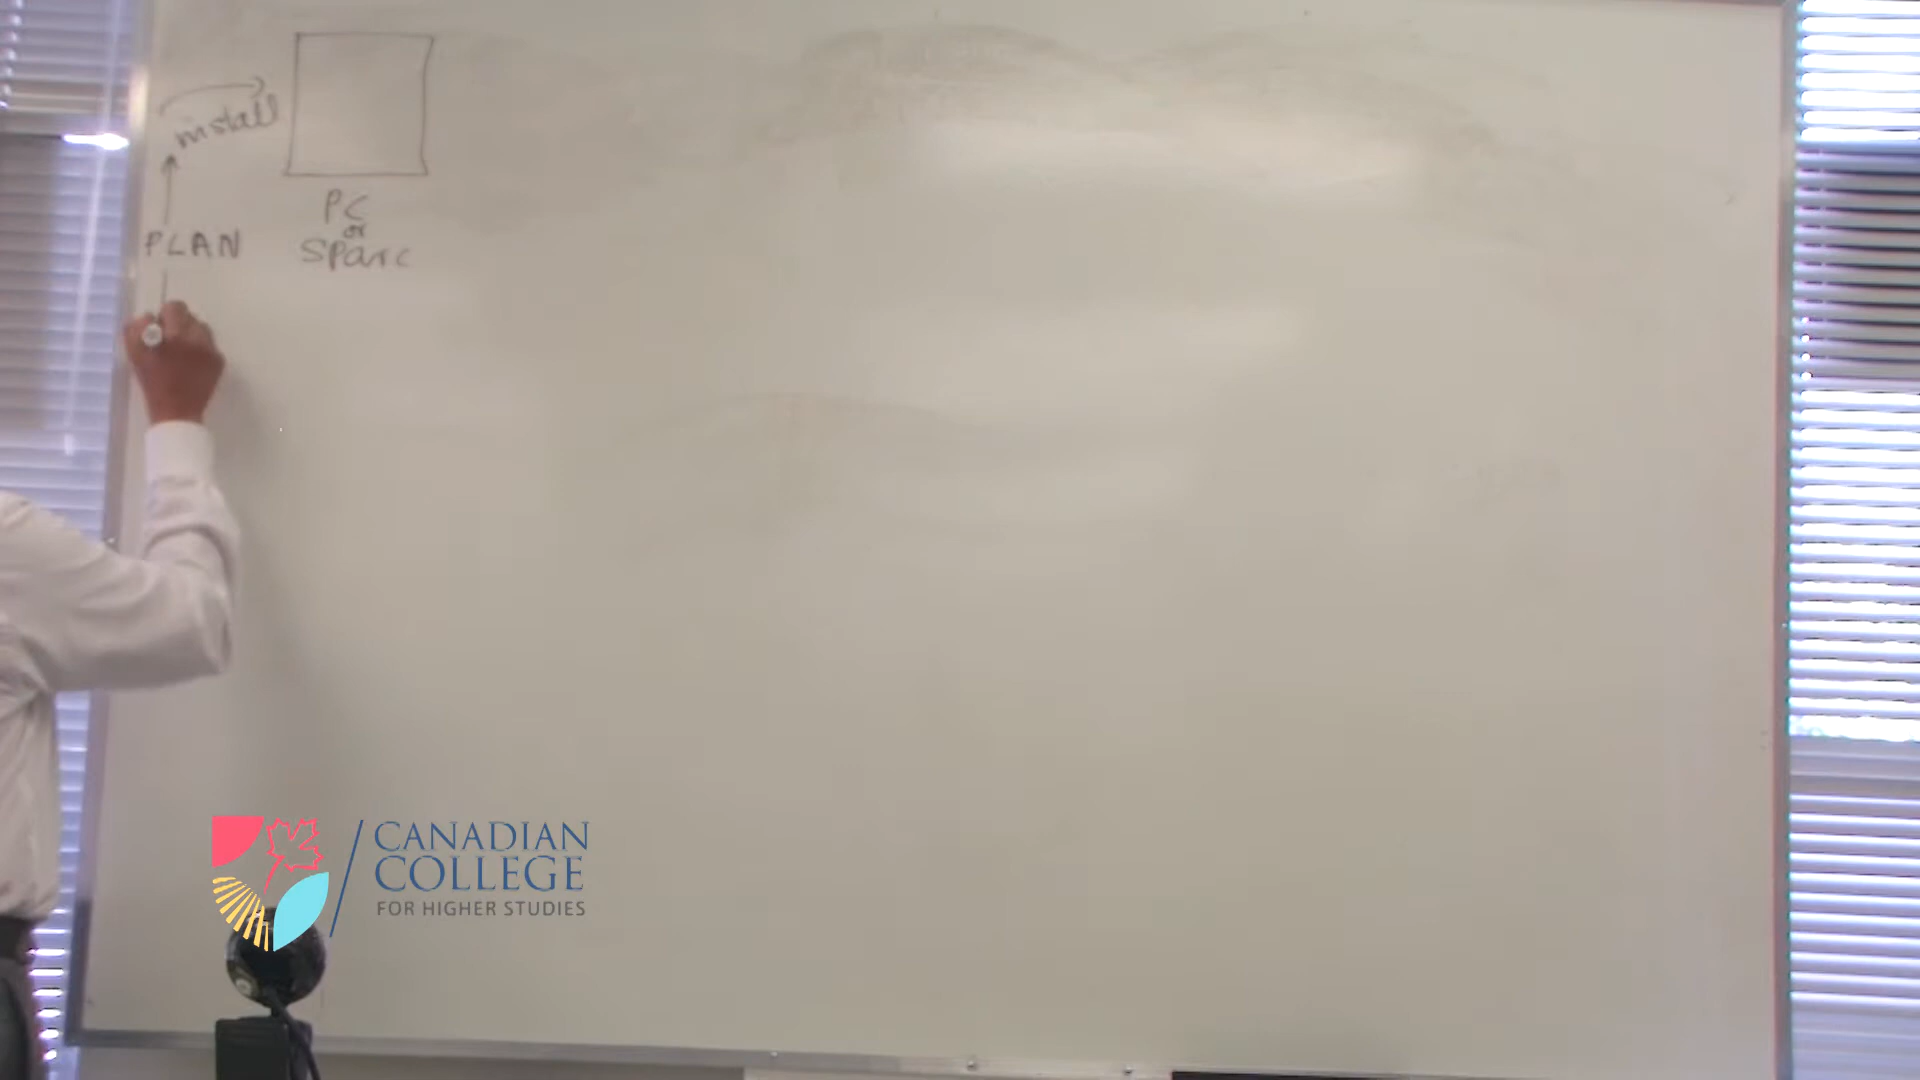 install
PC
or
PLAN
SParc
CANADIAN
COLLEGE
FOR HIGHER STUDIES